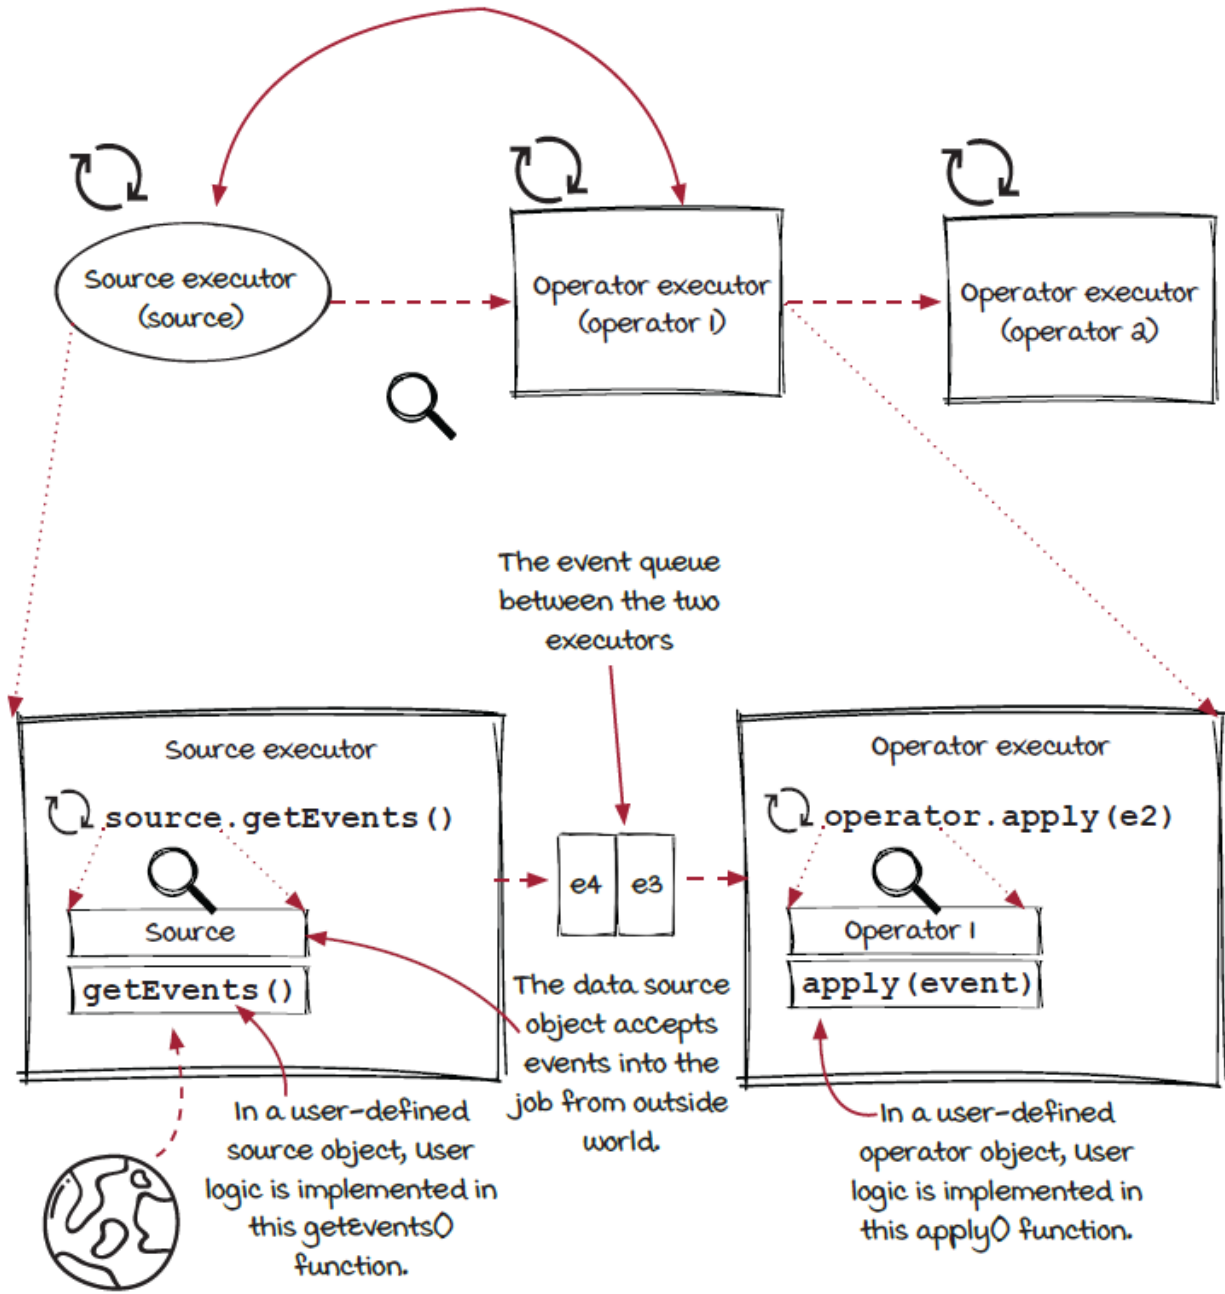 Source executor
(source)
Operator executor
(operator 1)
Operator executor
(operator 2)
The event queue
between the two
executors
Source executor
source.getEvents()
Source
getEvents()
e4
e3
Operator executor
operator.apply(e2)
Operator 1
apply(event)
The data source
object accepts
events into the
job from outside
world.
In a user-defined
source object, user
logic is implemented in
this getEvents()
function.
In a user-defined
operator object, user
logic is implemented in
this apply() function.